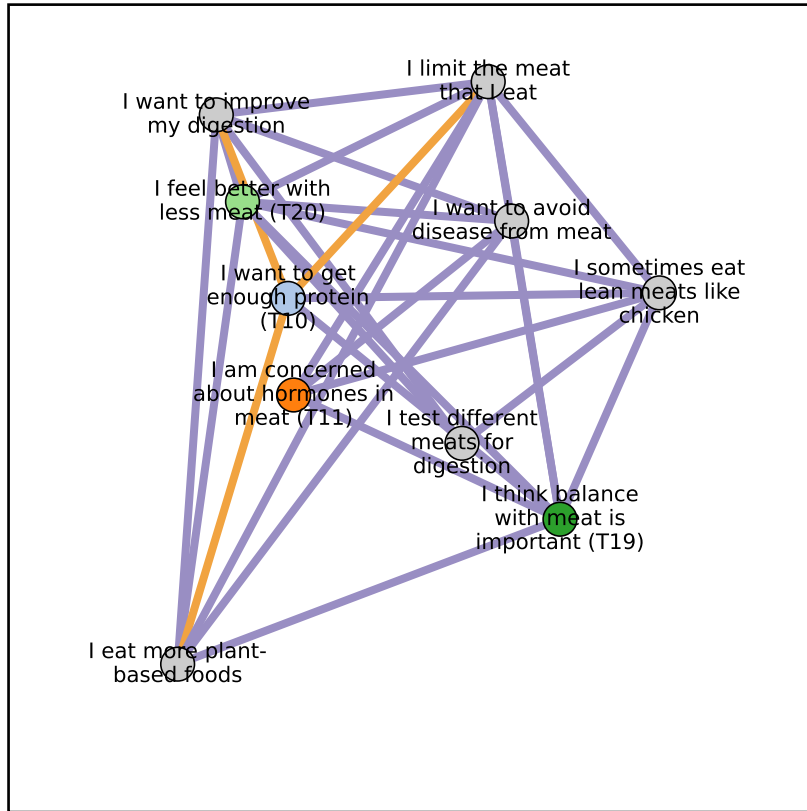 I limit the meat
that I eat
I want to improve
my digestion
I feel better with
less meat (T20)
I want to avoid
disease from meat
I want to get
enough protein
(T10)
I sometimes eat
lean meats like
chicken
I am concerned
about hormones in
meat (T11)
I test different
meats for
digestion
I think balance
with meat is
important (T19)
I eat more plant-
based foods